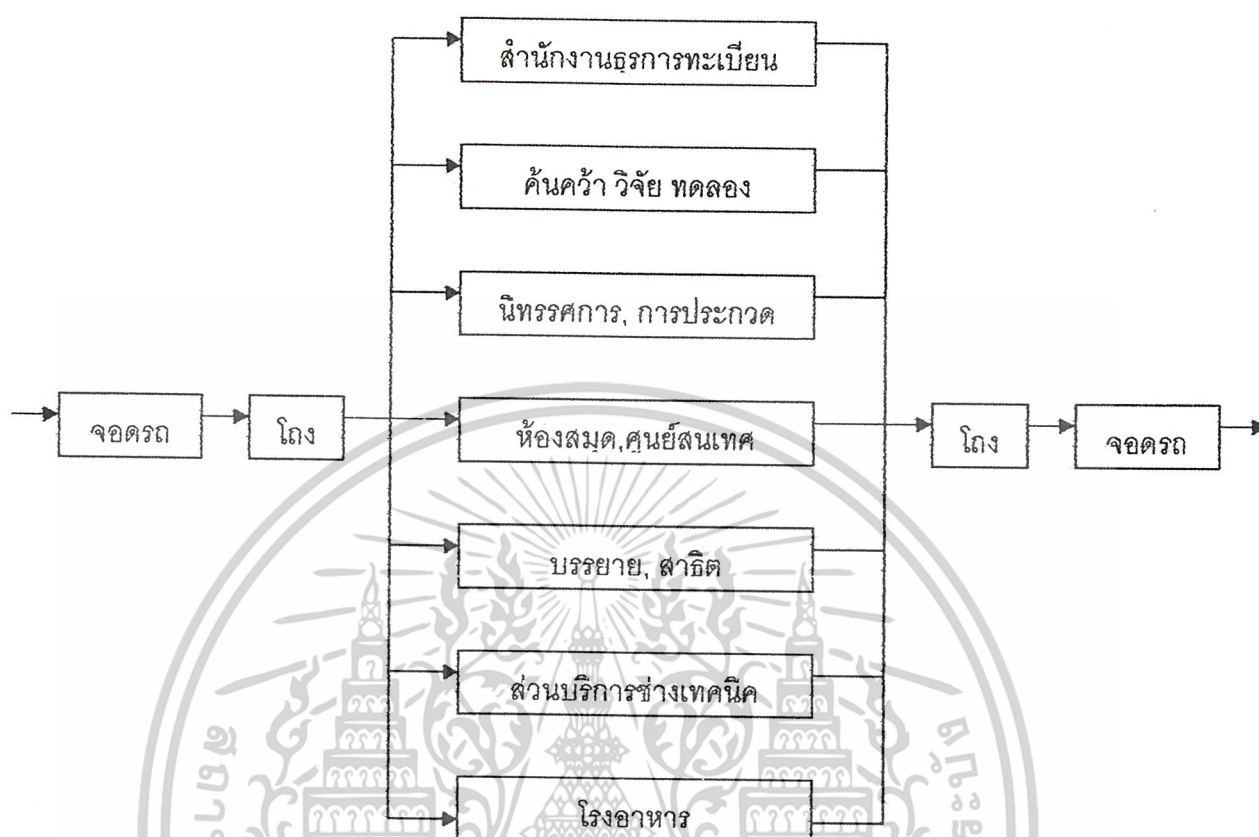 สำนักงานธุรการทะเบียน
ค้นคว้า วิจัย ทดลอง
นิทรรศการ, การประกวด
จอดรถ
โถง
ห้องสมุด,ศูนย์สนเทศ
โถง
จอดรถ
บรรยาย, สาธิต
ส่วนบริการช่างเทคนิค
โรงอาหาร